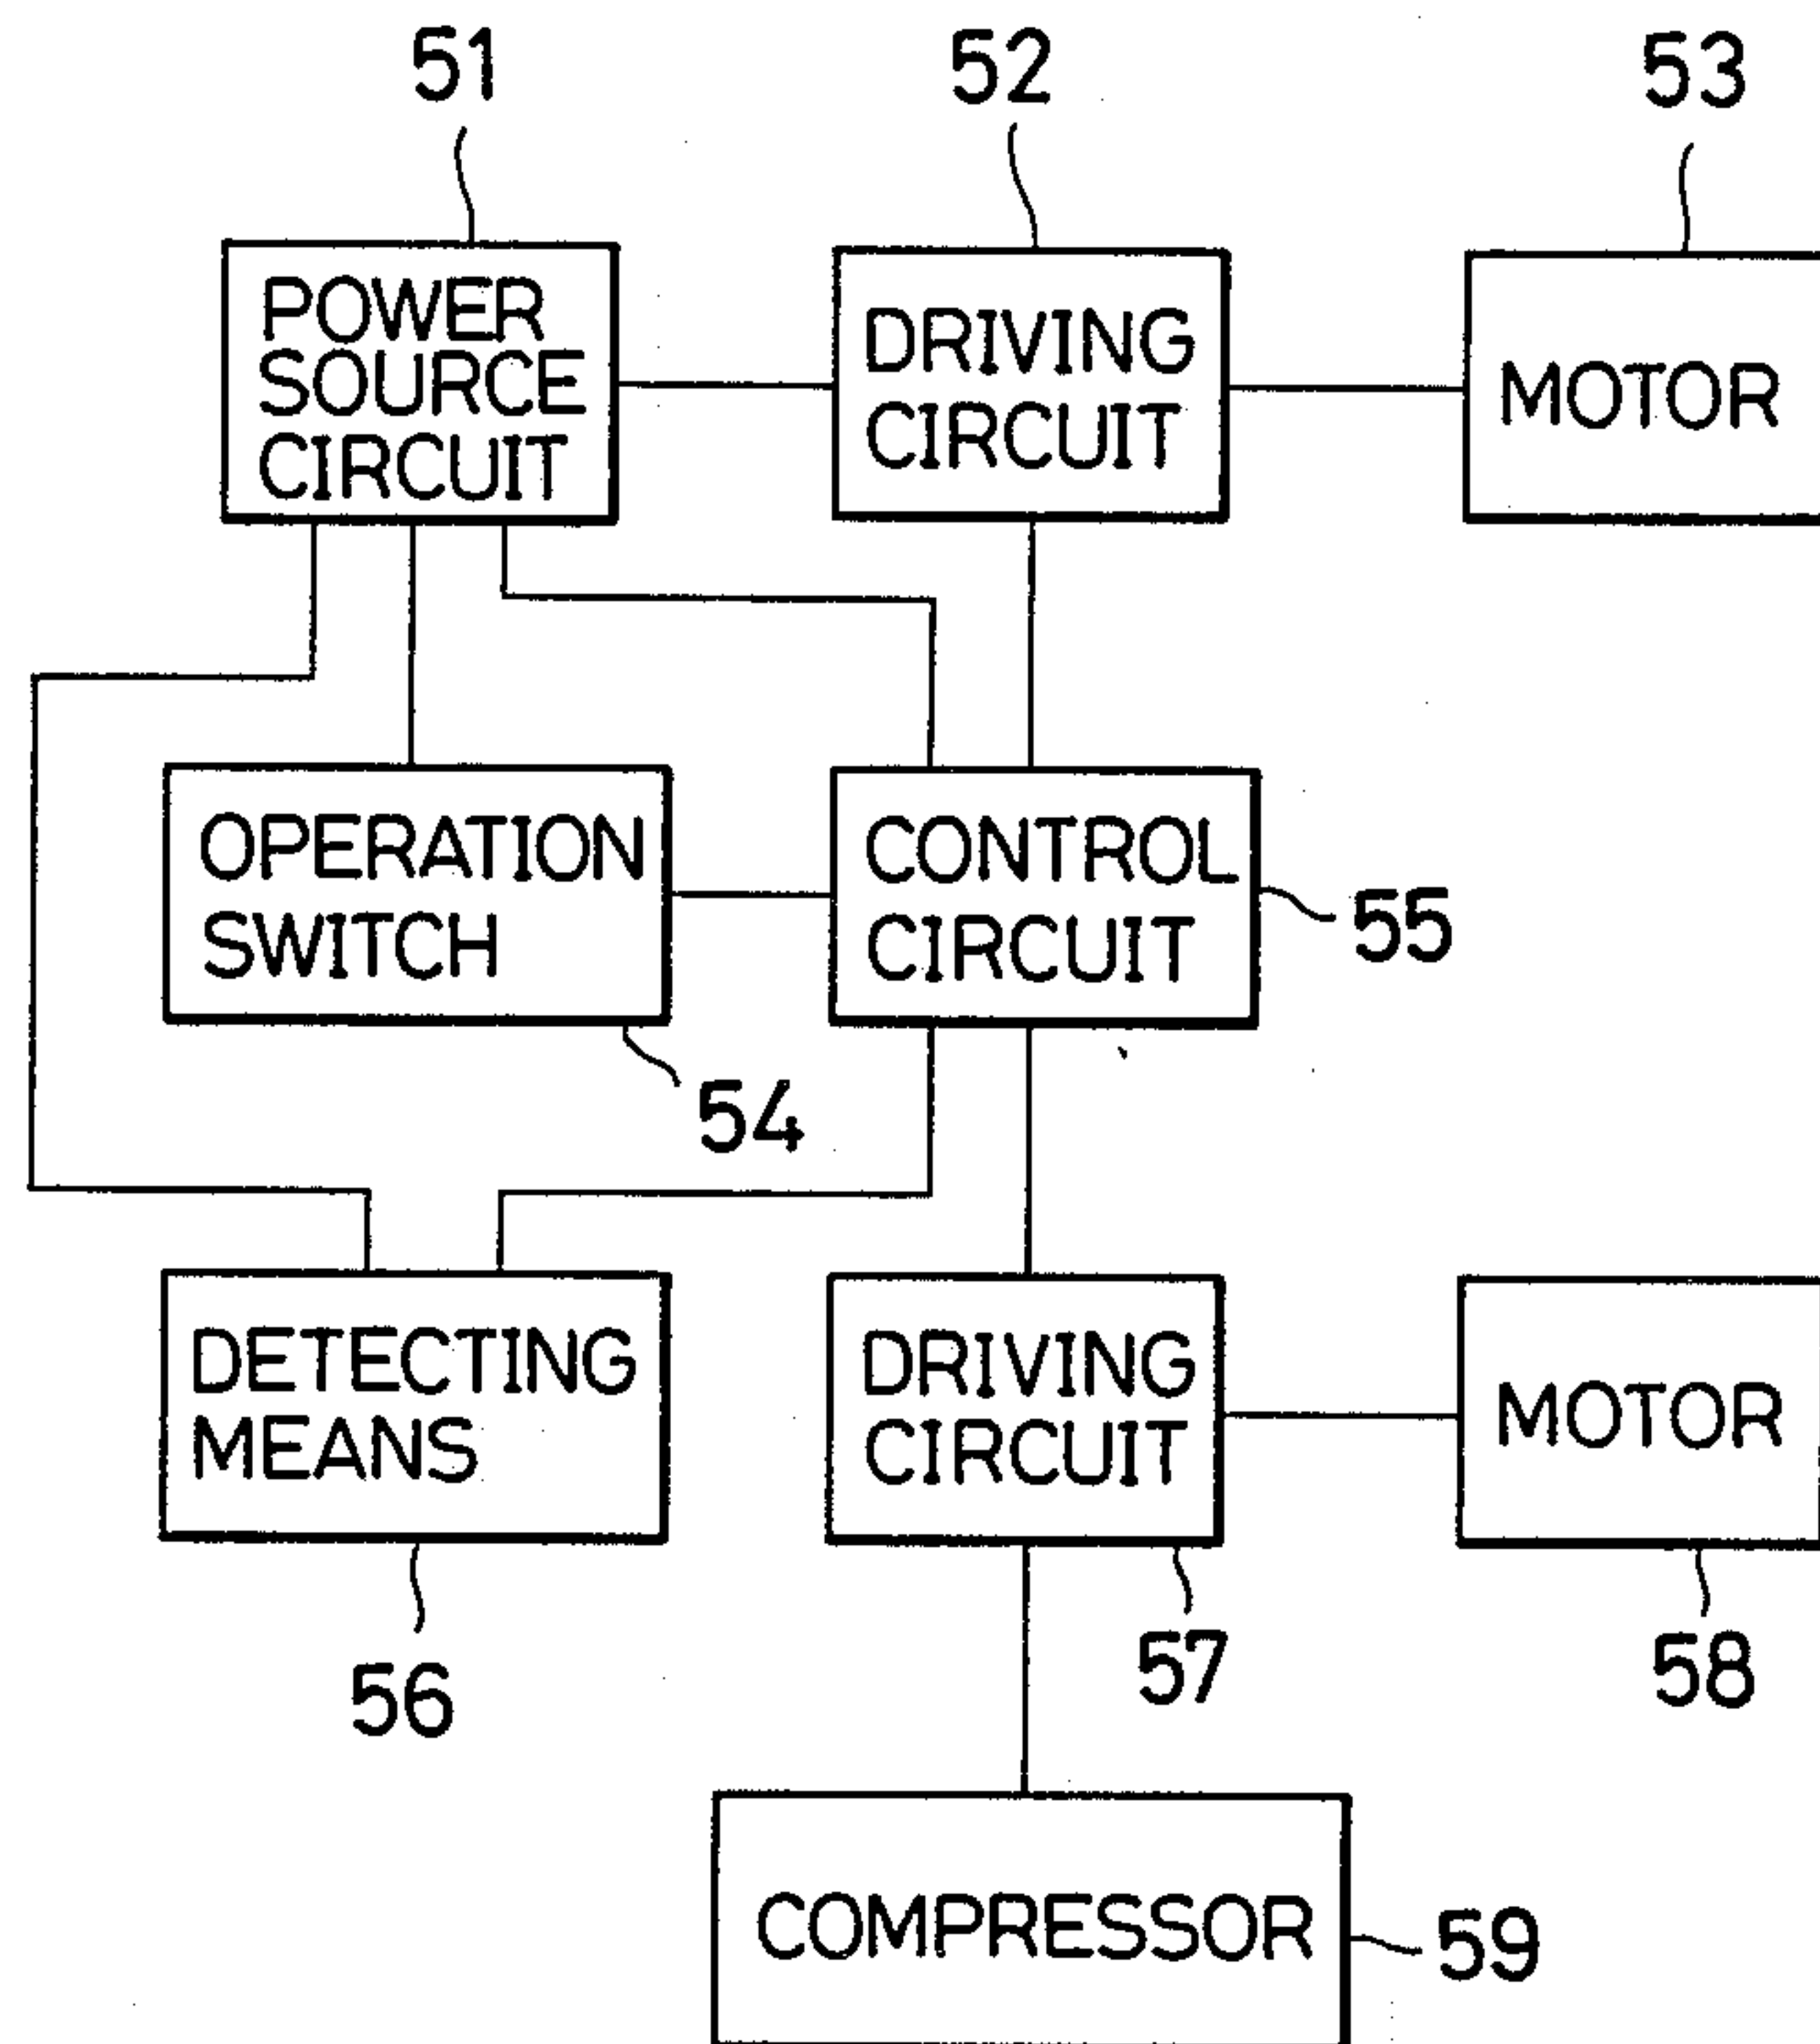 51
52
53
POWER
SOURCE
CIRCUIT
DRIVING
CIRCUIT
MOTOR
OPERATION
SWITCH
CONTROL
CIRCUIT
55
54
DETECTING
MEANS
DRIVING
CIRCUIT
MOTOR
56
57
58
COMPRESSOR
59